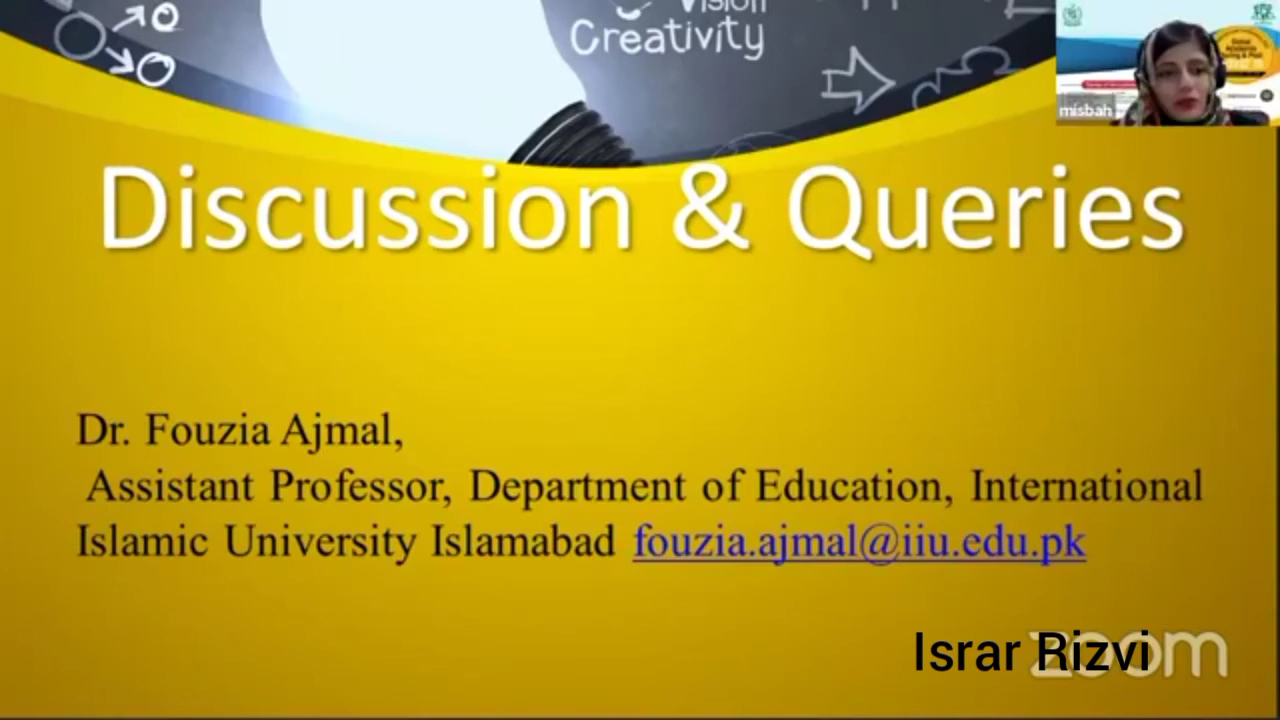 Vision
Creativity
misbah
Discussion & Queries
Dr. Fouzia Ajmal,
Assistant Professor, Department of Education, International
Islamic University Islamabad fouzia.ajmal@iiu.edu.pk
Israr Rizvi
zoom